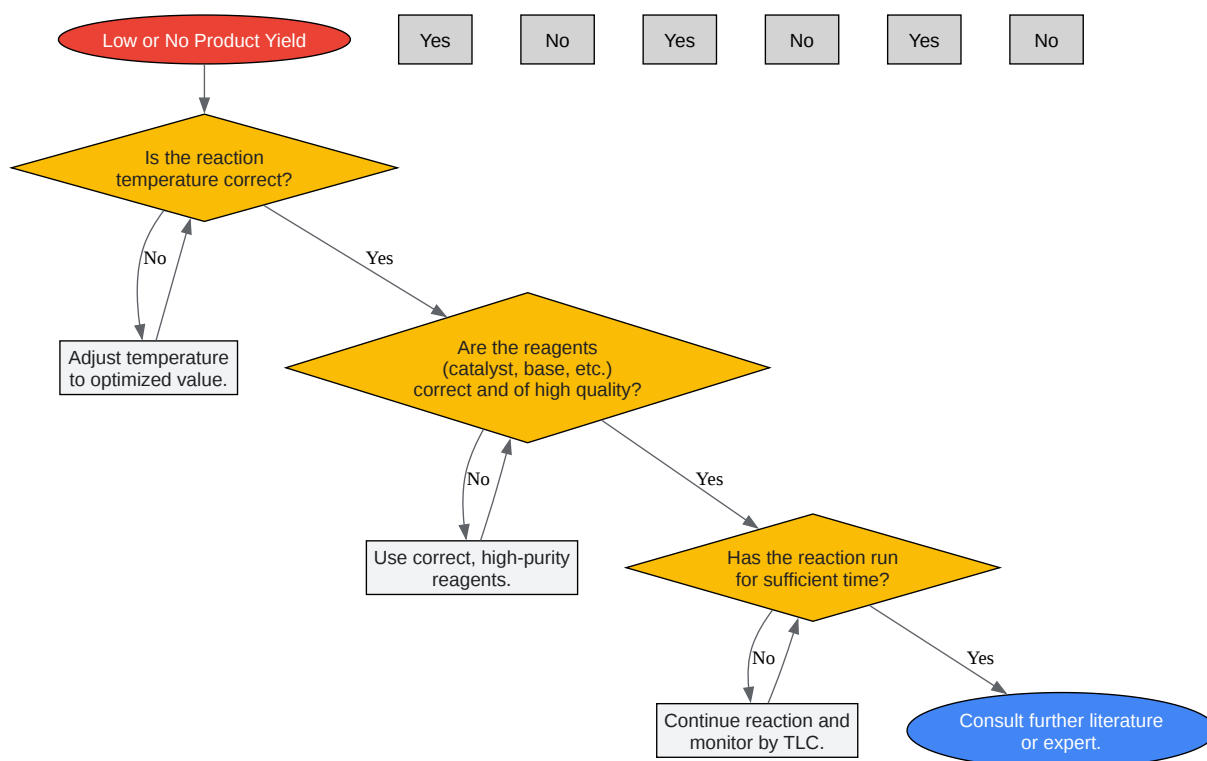 Low or No Product Yield
Yes
No
Yes
No
Yes
No
Is the reaction
temperature correct?
No
Yes
Adjust temperature
to optimized value.
Are the reagents
(catalyst, base, etc.)
correct and of high quality?
No
Yes
Use correct, high-purity
reagents.
Has the reaction run
for sufficient time?
No
Yes
Continue reaction and
monitor by TLC.
Consult further literature
or expert.